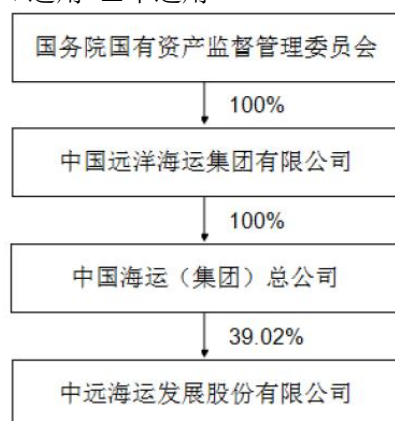 国务院国有资产监督管理委员会
100%
中国远洋海运集团有限公司
100%
中国海运（集团）总公司
39.02%
中远海运发展股份有限公司